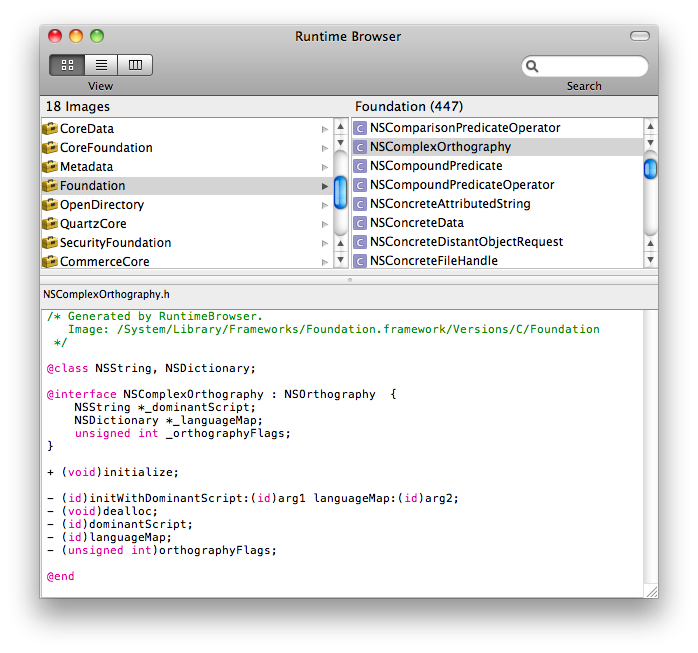 Runtime Browser
View
Search
18 Images
Foundation (447)
CoreData
CoreFoundation
Metadata
Foundation
OpenDirectory
QuartzCore
SecurityFoundation
CommerceCore
C NSComparisonPredicateOperator
C NSComplexOrthography
C NSCompoundPredicate
C NSCompoundPredicateOperator
C NSConcreteAttributedString
C NSConcreteData
C NSConcreteDistantObjectRequest
C NSConcreteFileHandle
NSComplexOrthography.h
/* Generated by RuntimeBrowser.
   Image: /System/Library/Frameworks/Foundation.framework/Versions/C/Foundation
 */
@class NSString, NSDictionary;
@interface NSComplexOrthography : NSOrthography  {
    NSString *_dominantScript;
    NSDictionary *_languageMap;
    unsigned int _orthographyFlags;
}
+ (void)initialize;
- (id)initWithDominantScript:(id)arg1 languageMap:(id)arg2;
- (void)dealloc;
- (id)dominantScript;
- (id)languageMap;
- (unsigned int)orthographyFlags;
@end